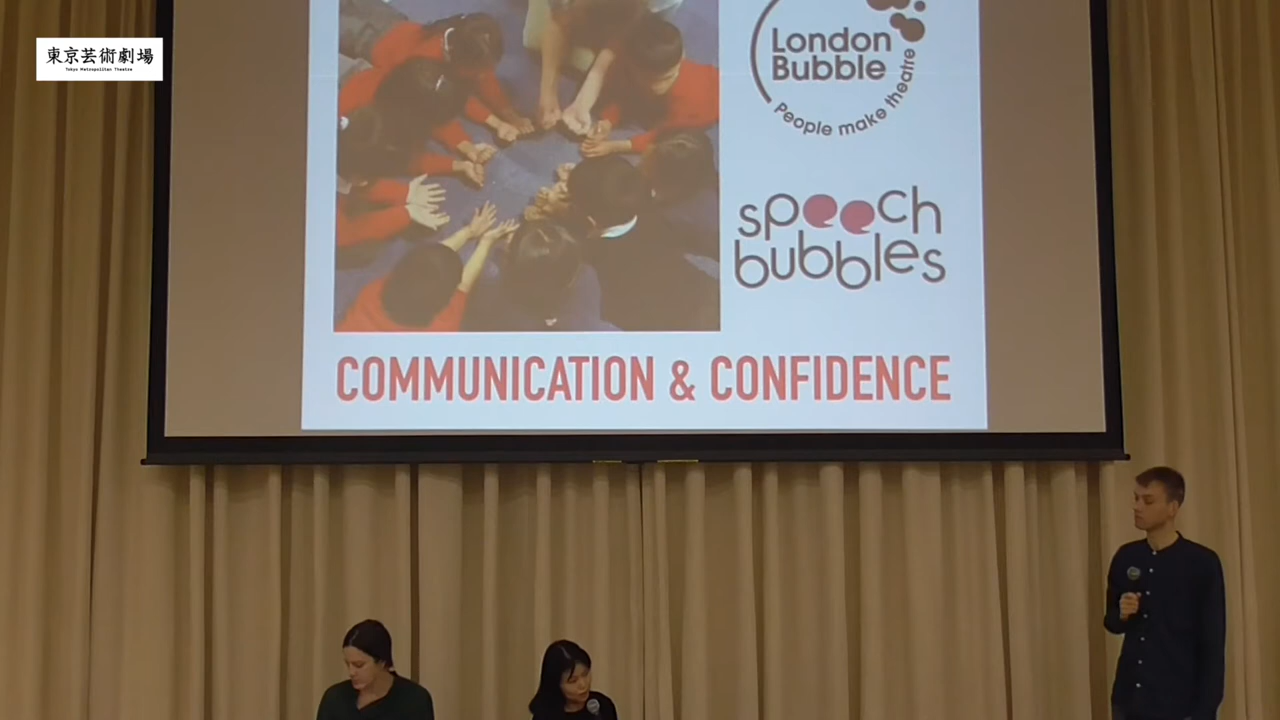 東京芸術劇場
Tokyo Metropolitan Theatre
London
Bubble
People make theatre
speech
bubbles
COMMUNICATION & CONFIDENCE